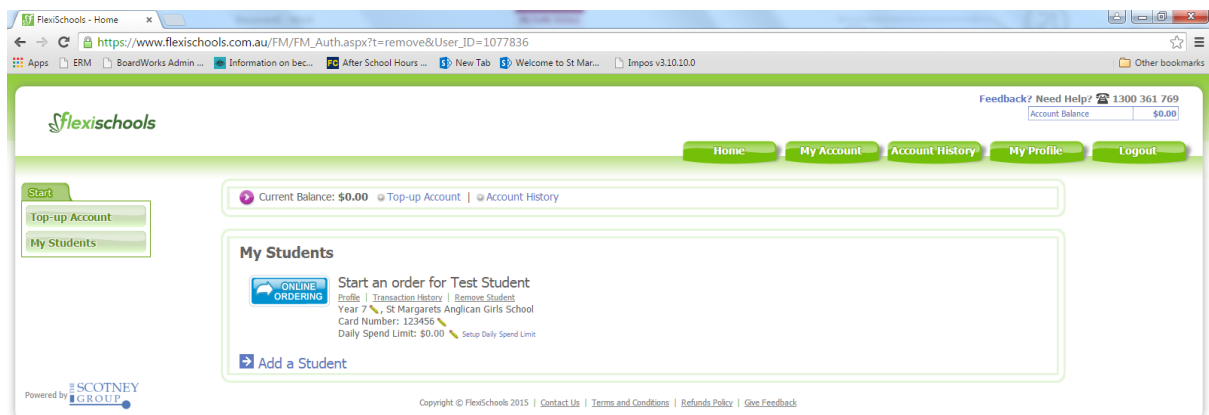 FlexiSchools - Home
https://www.flexischools.com.au/FM/FM_Auth.aspx?t=remove&User_ID=1077836
Apps ERM BoardWorks Admin ... Information on bec... After School Hours ... New Tab Welcome to St Mar... Impos v3.10.10.0 Other bookmarks
Feedback? Need Help? 1300 361 769
Account Balance $0.00
flexischools
Home My Account Account History My Profile Logout
Start
Top-up Account
My Students
Current Balance: $0.00 Top-up Account | Account History
My Students
ONLINE ORDERING
Start an order for Test Student
Profile | Transaction History | Remove Student
Year 7 , St Margarets Anglican Girls School
Card Number: 123456
Daily Spend Limit: $0.00 Setup Daily Spend Limit
Add a Student
Powered by SCOTNEY GROUP
Copyright © FlexiSchools 2015 | Contact Us | Terms and Conditions | Refunds Policy | Give Feedback